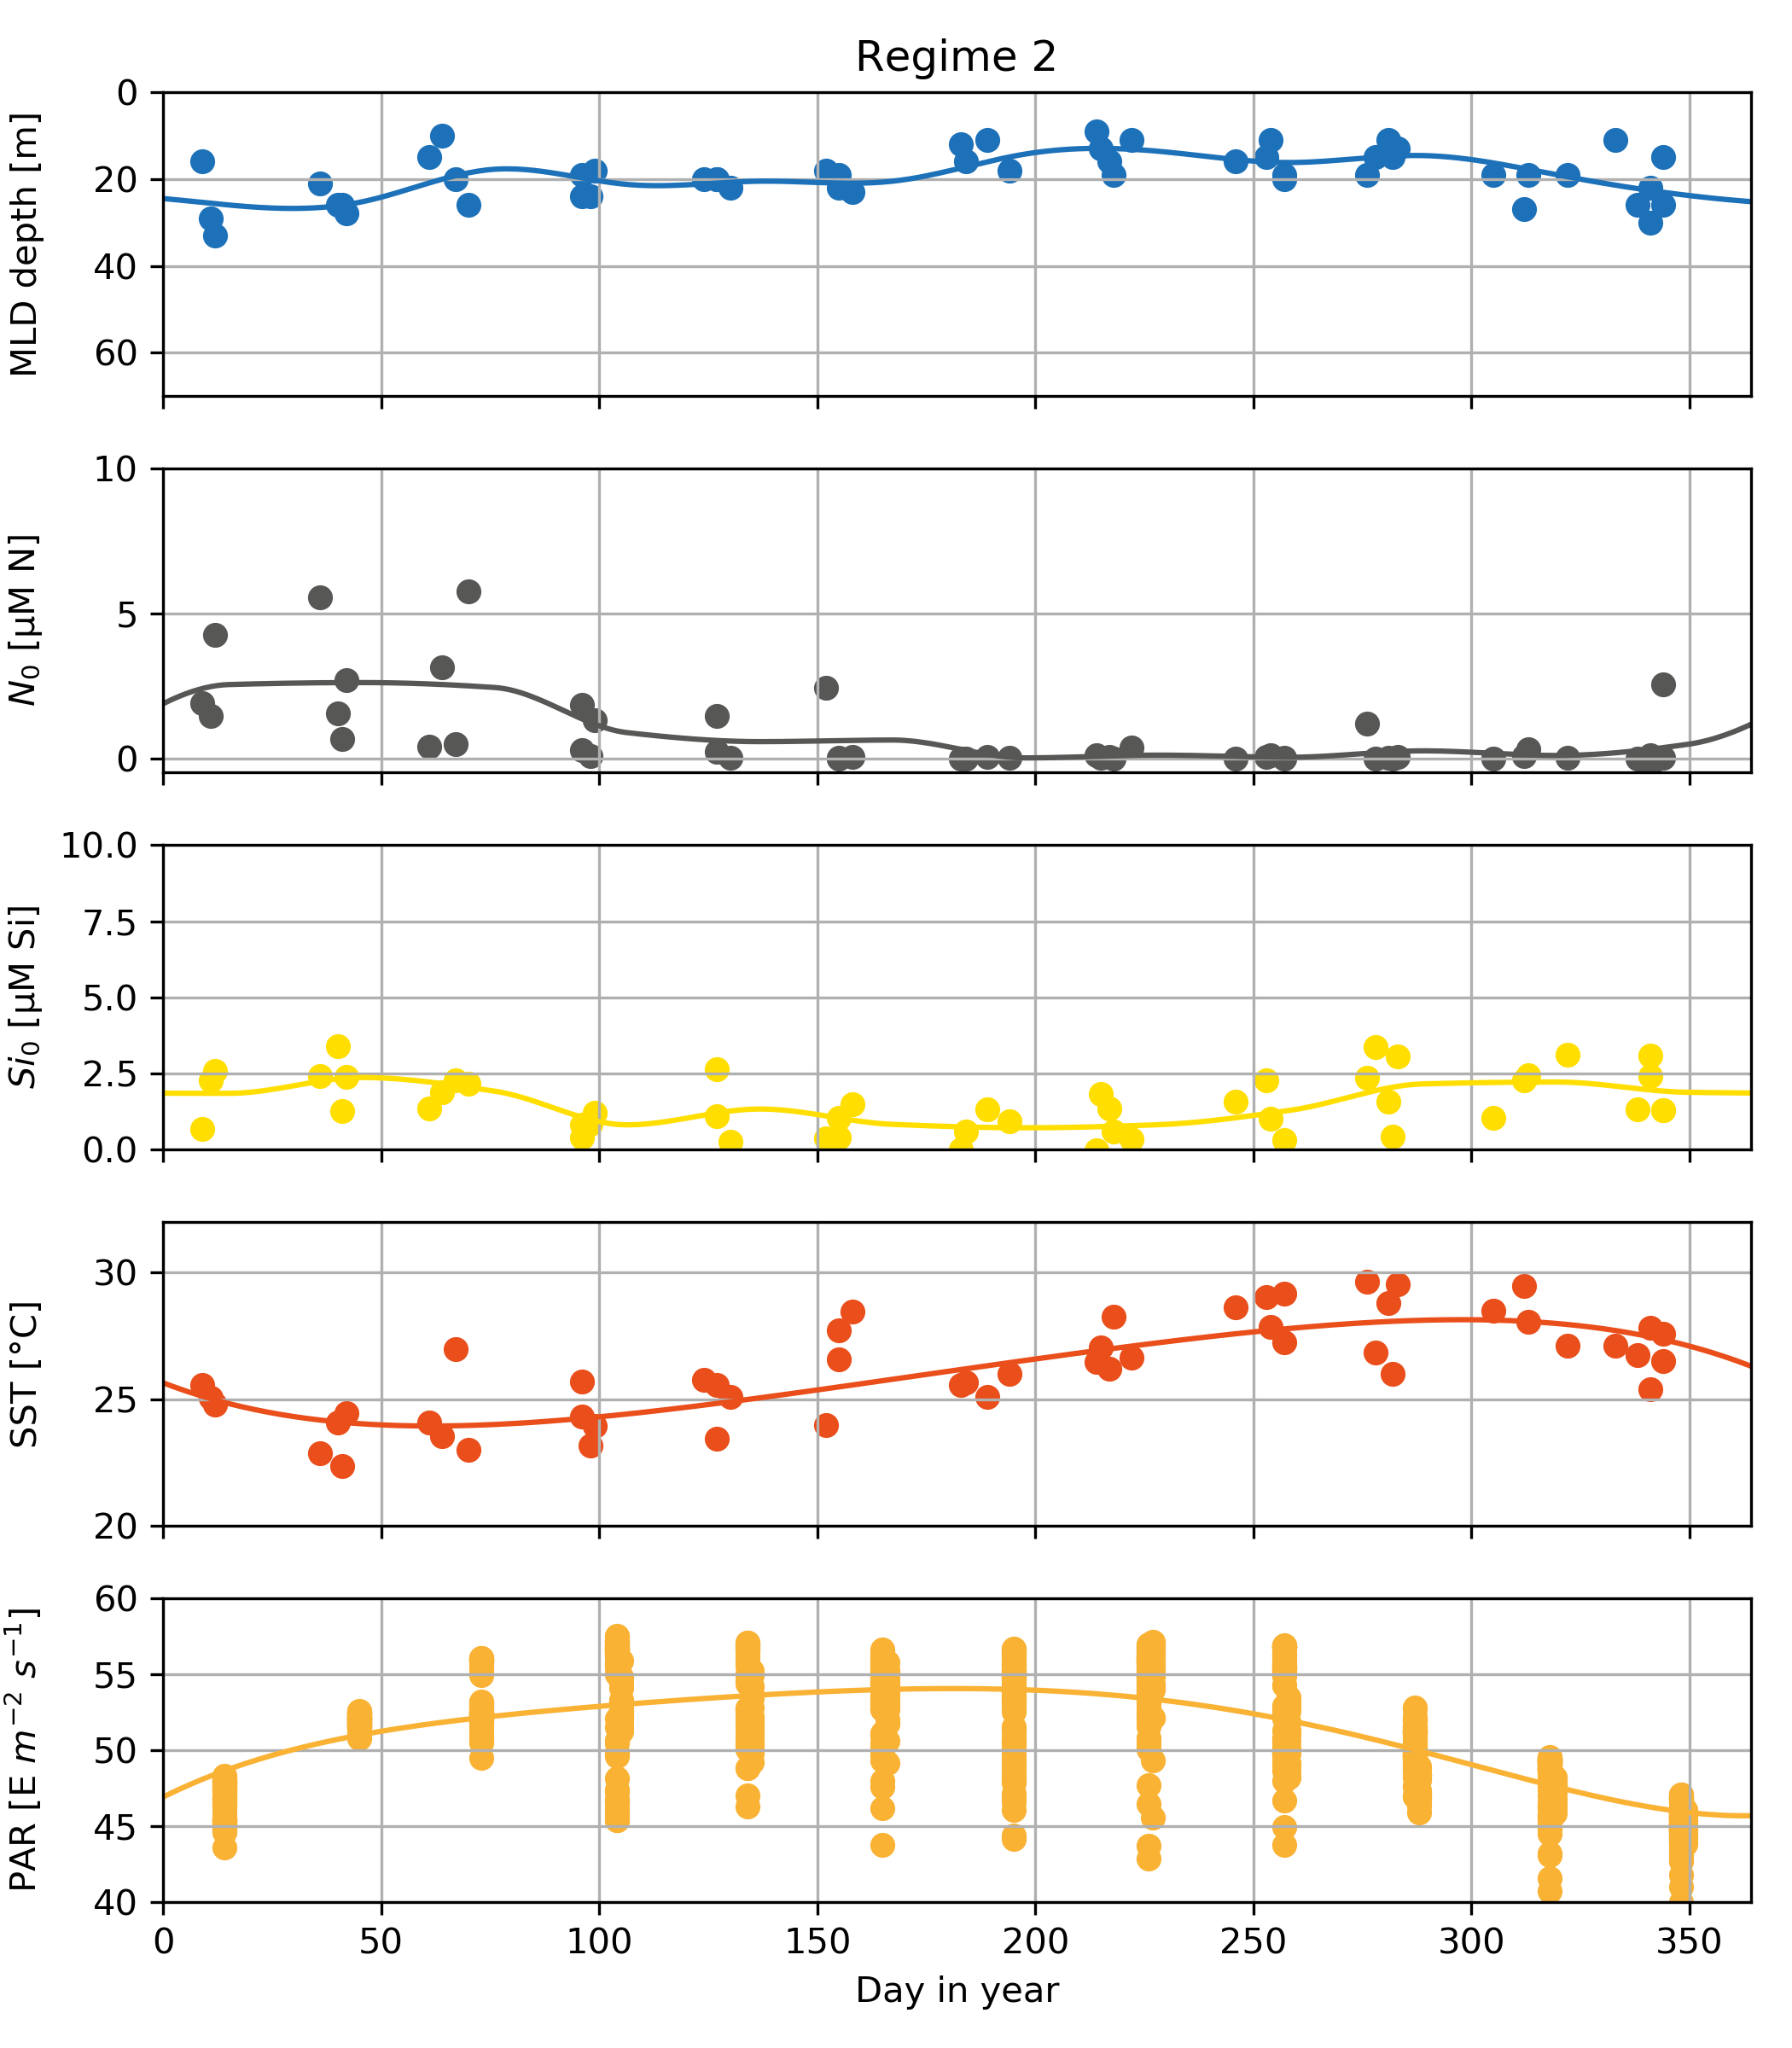 Regime 2
MLD depth [m]
0
20
40
60
N₀ [µM N]
10
5
0
Si₀ [µM Si]
10.0
7.5
5.0
2.5
0.0
SST [°C]
30
25
20
PAR [E m⁻² s⁻¹]
60
55
50
45
40
0 50 100 150 200 250 300 350
Day in year